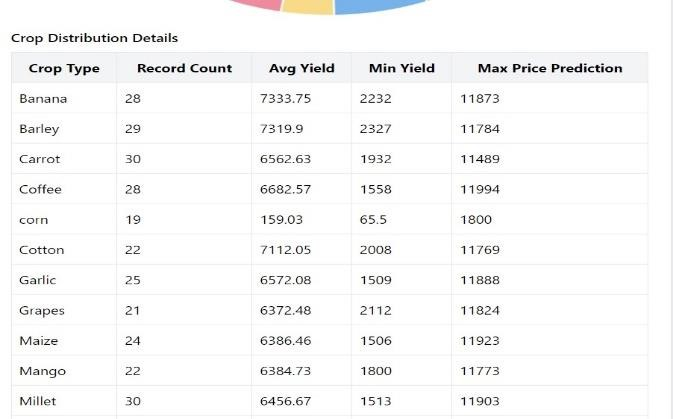 Crop Distribution Details
Crop Type Record Count Avg Yield Min Yield Max Price Prediction
Banana 28 7333.75 2232 11873
Barley 29 7319.9 2327 11784
Carrot 30 6562.63 1932 11489
Coffee 28 6682.57 1558 11994
corn 19 159.03 65.5 1800
Cotton 22 7112.05 2008 11769
Garlic 25 6572.08 1509 11888
Grapes 21 6372.48 2112 11824
Maize 24 6386.46 1506 11923
Mango 22 6384.73 1800 11773
Millet 30 6456.67 1513 11903